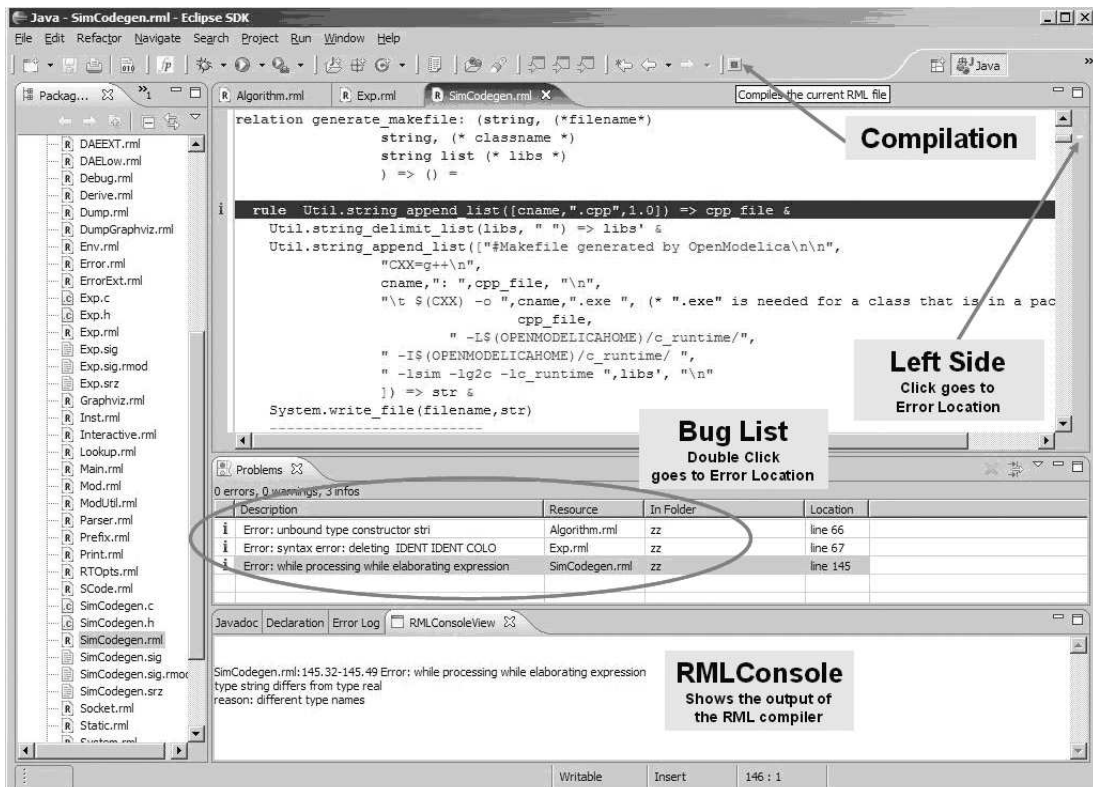 Java - SimCodegen.rml - Eclipse SDK
File Edit Refactor Navigate Search Project Run Window Help
Java
Packag...
Algorithm.rml Exp.rml SimCodegen.rml
Compiles the current RML file
Compilation
DAEEXT.rml
DAELow.rml
Debug.rml
Derive.rml
Dump.rml
DumpGraphviz.rml
Env.rml
Error.rml
ErrorExt.rml
Exp.c
Exp.h
Exp.rml
Exp.sig
Exp.sig.rmod
Exp.srz
Graphviz.rml
Inst.rml
Interactive.rml
Lookup.rml
Main.rml
Mod.rml
ModUtil.rml
Parser.rml
Prefix.rml
Print.rml
RTOpts.rml
SCode.rml
SimCodegen.c
SimCodegen.h
SimCodegen.rml
SimCodegen.sig
SimCodegen.sig.rmod
SimCodegen.srz
Socket.rml
Static.rml
System.rml
relation generate_makefile: (string, (*filename*)
string, (* classname *)
string list (* libs *)
) => () =
rule Util.string_append_list([cname,".cpp",1.0]) => cpp_file &
Util.string_delimit_list(libs, " ") => libs' &
Util.string_append_list(["#Makefile generated by OpenModelica\n\n",
"CXX=g++\n",
cname,": ",cpp_file, "\n",
"\t $(CXX) -o ",cname,".exe ", (* ".exe" is needed for a class that is in a pac
cpp_file,
" -L$(OPENMODELICAHOME)/c_runtime/",
" -I$(OPENMODELICAHOME)/c_runtime/ ",
" -lsim -lg2c -lc_runtime ",libs', "\n"
]) => str &
System.write_file(filename,str)
--------------------------
Left Side
Click goes to
Error Location
Bug List
Double Click
goes to Error Location
Problems
0 errors, 0 warnings, 3 infos
Description Resource In Folder Location
Error: unbound type constructor stri Algorithm.rml zz line 66
Error: syntax error: deleting IDENT IDENT COLO Exp.rml zz line 67
Error: while processing while elaborating expression SimCodegen.rml zz line 145
Javadoc Declaration Error Log RMLConsoleView
SimCodegen.rml:145.32-145.49 Error: while processing while elaborating expression
type string differs from type real
reason: different type names
RMLConsole
Shows the output of
the RML compiler
Writable Insert 146 : 1